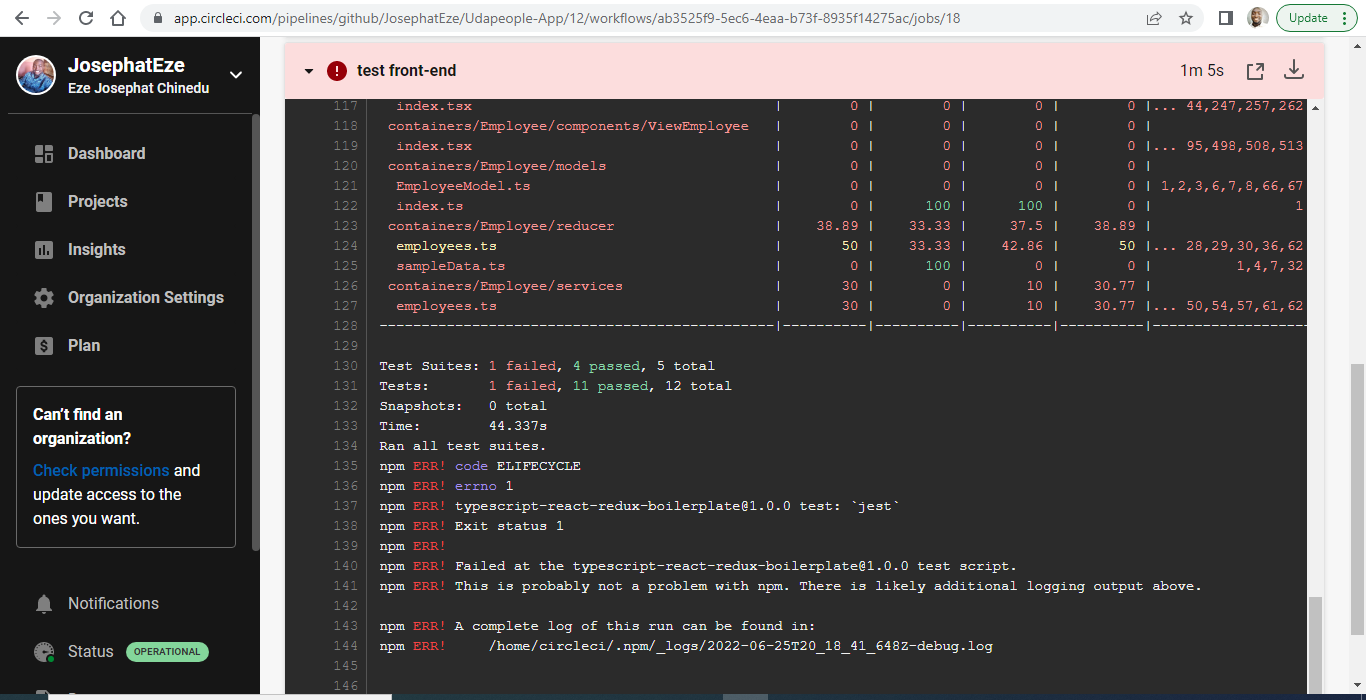 app.circleci.com/pipelines/github/JosephatEze/Udapeople-App/12/workflows/ab3525f9-5ec6-4eaa-b73f-8935f14275ac/jobs/18
Update
JosephatEze
Eze Josephat Chinedu
Dashboard
Projects
Insights
Organization Settings
Plan
Can't find an
organization?
Check permissions and
update access to the
ones you want.
Notifications
Status OPERATIONAL
test front-end 1m 5s
117 index.tsx | 0 | 0 | 0 | 0 |... 44,247,257,262
118 containers/Employee/components/ViewEmployee | 0 | 0 | 0 | 0 |
119 index.tsx | 0 | 0 | 0 | 0 |... 95,498,508,513
120 containers/Employee/models | 0 | 0 | 0 | 0 |
121 EmployeeModel.ts | 0 | 0 | 0 | 0 | 1,2,3,6,7,8,66,67
122 index.ts | 0 | 100 | 100 | 0 | 1
123 containers/Employee/reducer | 38.89 | 33.33 | 37.5 | 38.89 |
124 employees.ts | 50 | 33.33 | 42.86 | 50 |... 28,29,30,36,62
125 sampleData.ts | 0 | 100 | 0 | 0 | 1,4,7,32
126 containers/Employee/services | 30 | 0 | 10 | 30.77 |
127 employees.ts | 30 | 0 | 10 | 30.77 |... 50,54,57,61,62
128 -----------------------------------------------|----------|----------|----------|----------|-------------------
129
130 Test Suites: 1 failed, 4 passed, 5 total
131 Tests: 1 failed, 11 passed, 12 total
132 Snapshots: 0 total
133 Time: 44.337s
134 Ran all test suites.
135 npm ERR! code ELIFECYCLE
136 npm ERR! errno 1
137 npm ERR! typescript-react-redux-boilerplate@1.0.0 test: `jest`
138 npm ERR! Exit status 1
139 npm ERR!
140 npm ERR! Failed at the typescript-react-redux-boilerplate@1.0.0 test script.
141 npm ERR! This is probably not a problem with npm. There is likely additional logging output above.
142
143 npm ERR! A complete log of this run can be found in:
144 npm ERR! /home/circleci/.npm/_logs/2022-06-25T20_18_41_648Z-debug.log
145
146